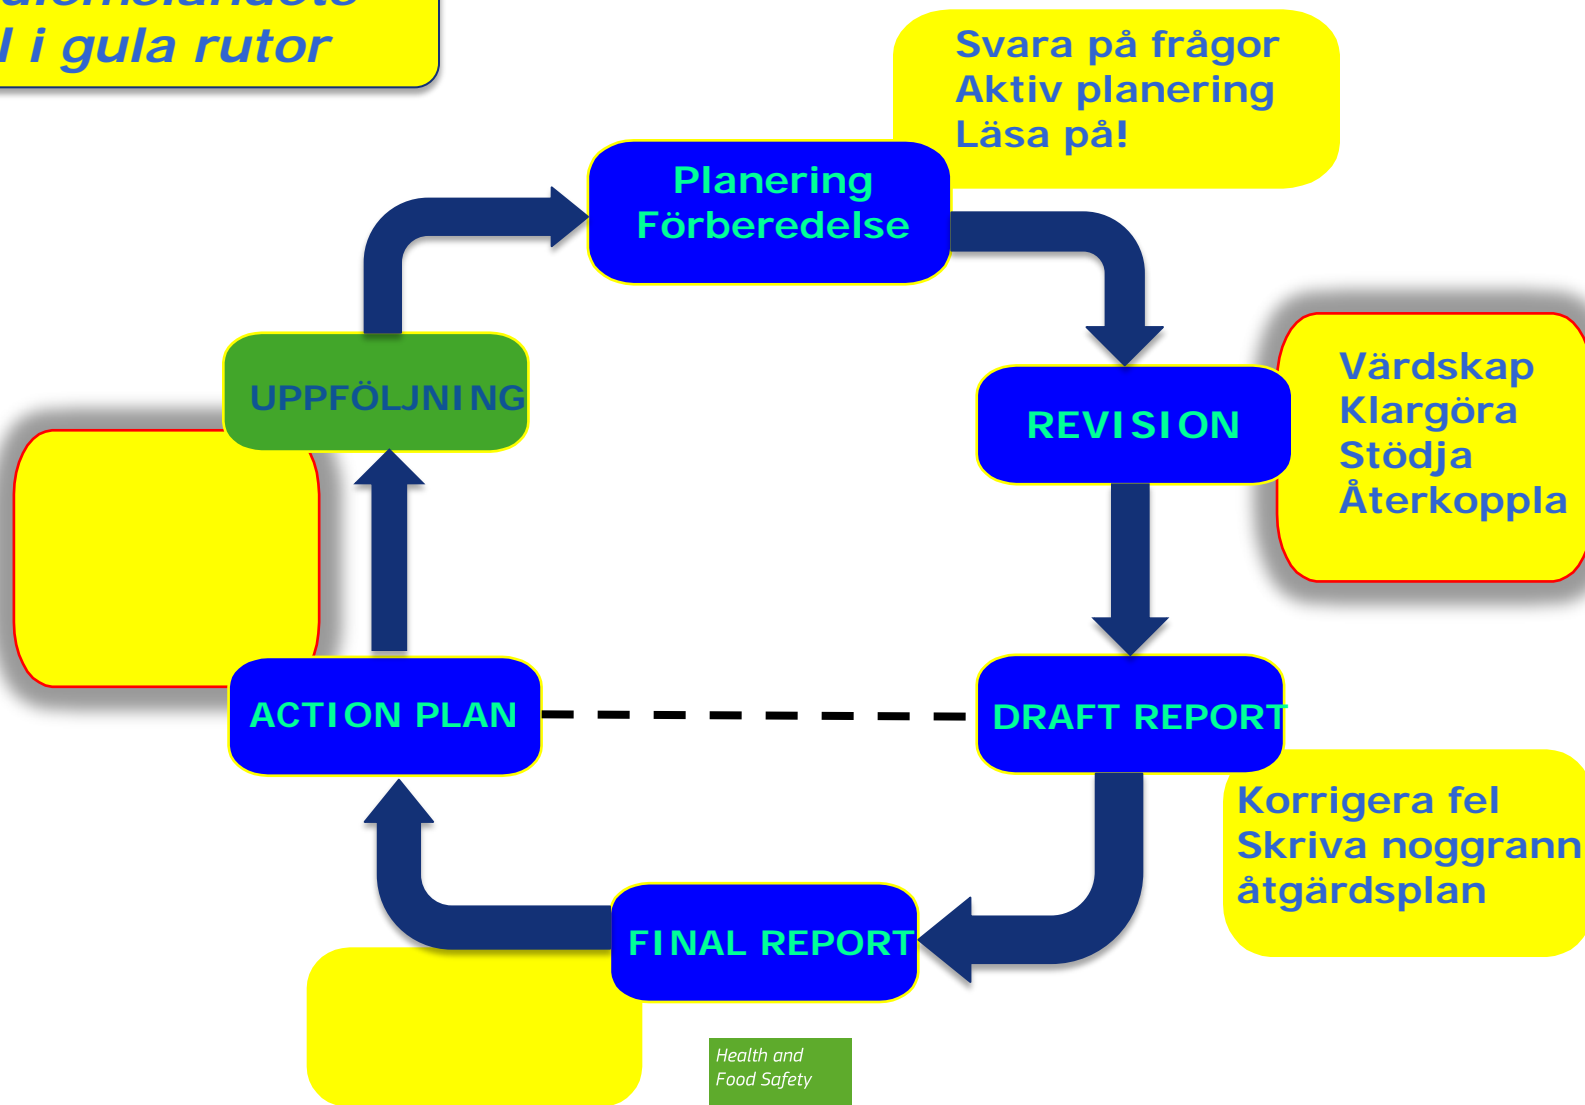 i gula rutor
Svara på frågor
Aktiv planering
Läsa på!
Planering
Förberedelse
UPPFÖLJNING
REVISION
Värdskap
Klargöra
Stödja
Återkoppla
ACTION PLAN
DRAFT REPORT
Korrigera fel
Skriva noggrann
åtgärdsplan
FINAL REPORT
Health and
Food Safety